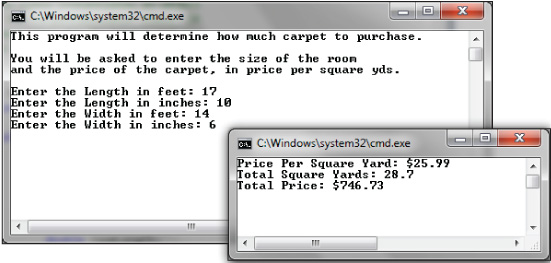 C:\Windows\system32\cmd.exe
This program will determine how much carpet to purchase.
You will be asked to enter the size of the room
and the price of the carpet, in price per square yds.
Enter the Length in feet: 17
Enter the Length in inches: 10
Enter the Width in feet: 14
Enter the Width in inches: 6
C:\Windows\system32\cmd.exe
Price Per Square Yard: $25.99
Total Square Yards: 28.7
Total Price: $746.73